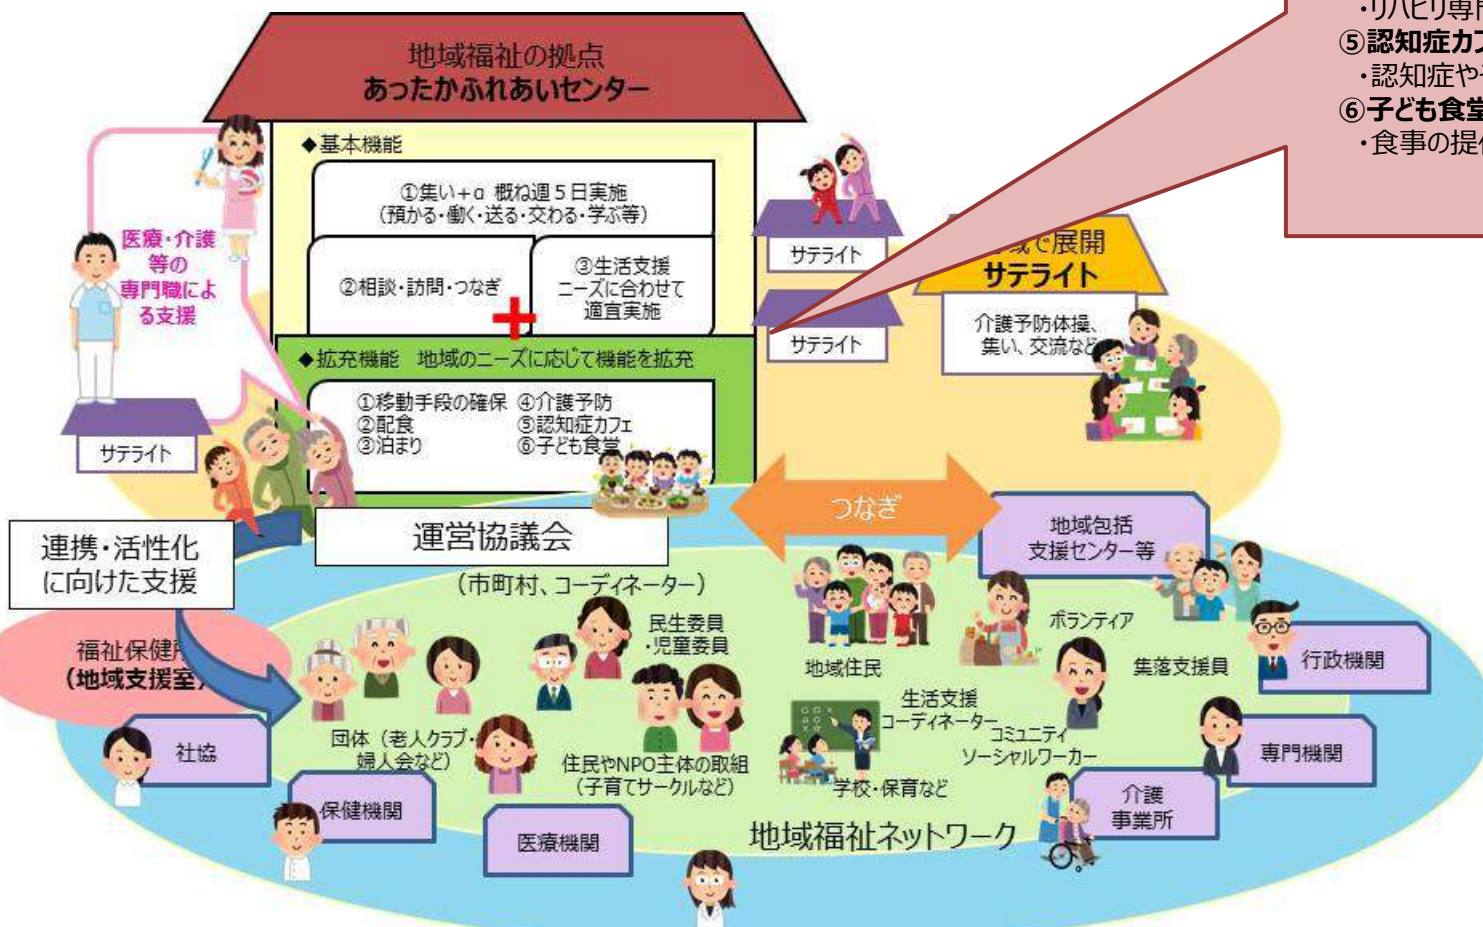 地域福祉の拠点
あったかふれあいセンター
◆基本機能
①集い+α 概ね週５日実施
(預かる・働く・送る・交わる・学ぶ等)
②相談・訪問・つなぎ
③生活支援
ニーズに合わせて
適宜実施
◆拡充機能　地域のニーズに応じて機能を拡充
①移動手段の確保 ④介護予防
②配食 ⑤認知症カフェ
③泊まり ⑥子ども食堂
医療・介護
等の
専門職によ
る支援
サテライト
サテライト
サテライト
・リハビリ専門
⑤認知症カフ
・認知症や
⑥子ども食堂
・食事の提
域で展開
サテライト
介護予防体操、
集い、交流など
つなぎ
運営協議会
(市町村、コーディネーター)
地域包括
支援センター等
連携・活性化
に向けた支援
福祉保健所
(地域支援室)
民生委員
・児童委員
地域住民
ボランティア
集落支援員
行政機関
生活支援
コーディネーター
コミュニティ
ソーシャルワーカー
専門機関
社協
団体（老人クラブ・
婦人会など）
住民やNPO主体の取組
(子育てサークルなど)
学校・保育など
保健機関
医療機関
介護
事業所
地域福祉ネットワーク